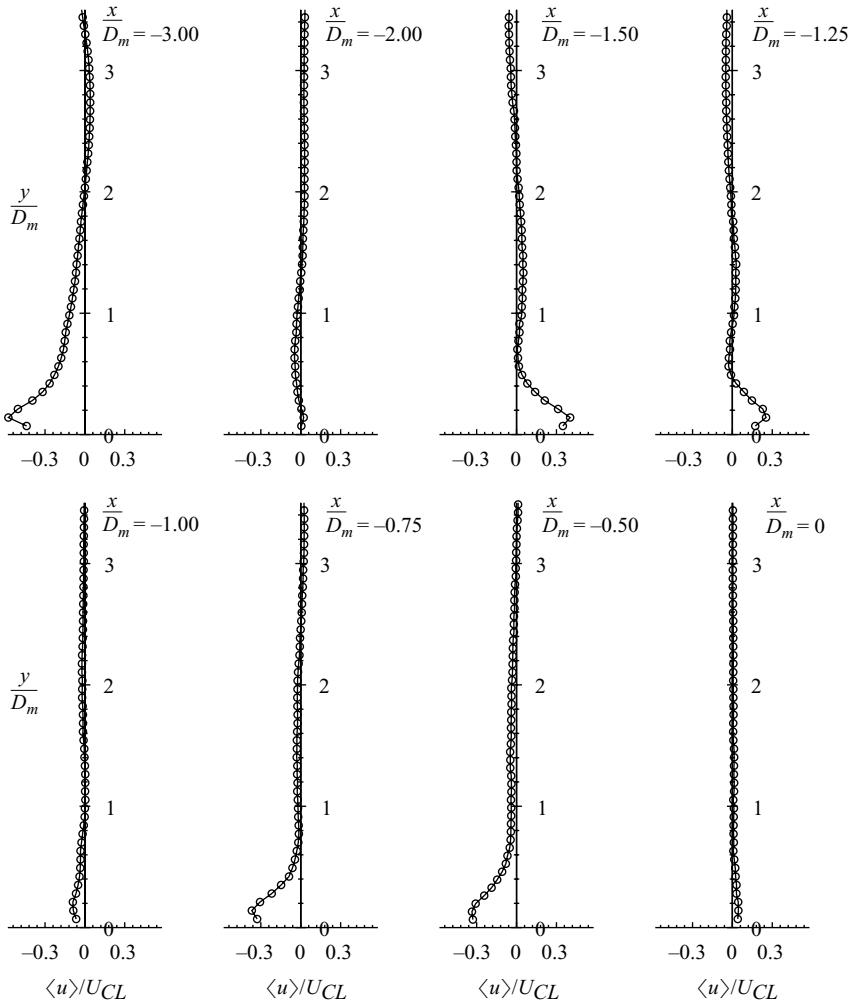 x/D_m = –3.00
x/D_m = –2.00
x/D_m = –1.50
x/D_m = –1.25
3 3 3 3
y/D_m
2 2 2 2
1 1 1 1
0 0 0 0
–0.3 0 0.3 –0.3 0 0.3 –0.3 0 0.3 –0.3 0 0.3
x/D_m = –1.00
x/D_m = –0.75
x/D_m = –0.50
x/D_m = 0
3 3 3 3
y/D_m
2 2 2 2
1 1 1 1
0 0 0 0
–0.3 0 0.3 –0.3 0 0.3 –0.3 0 0.3 –0.3 0 0.3
⟨u⟩/U_CL ⟨u⟩/U_CL ⟨u⟩/U_CL ⟨u⟩/U_CL